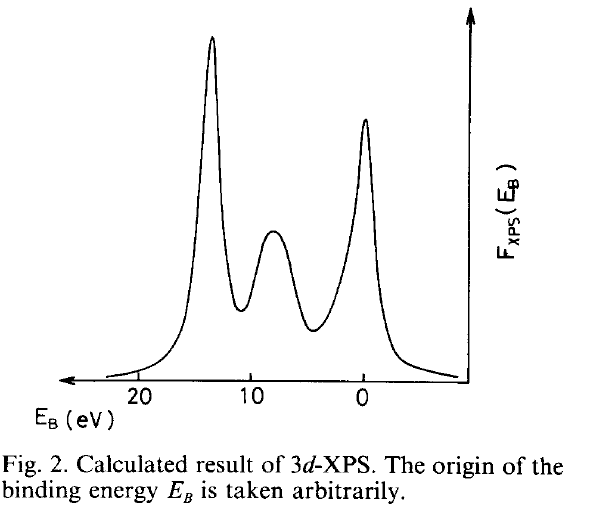 F_XPS(E_B)
20 10 0
E_B (eV)
Fig. 2. Calculated result of 3d-XPS. The origin of the
binding energy E_B is taken arbitrarily.